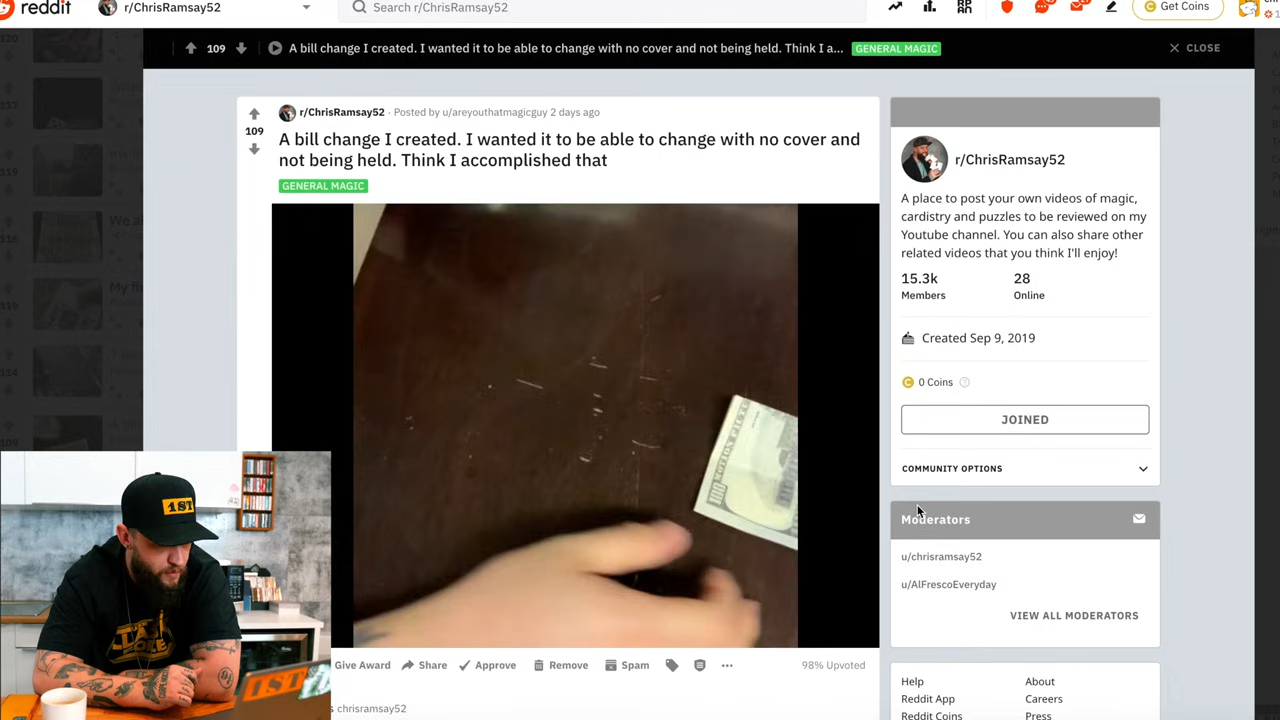 reddit
r/ChrisRamsay52
Search r/ChrisRamsay52
Get Coins
109
A bill change I created. I wanted it to be able to change with no cover and not being held. Think I a...
GENERAL MAGIC
CLOSE
109
r/ChrisRamsay52 · Posted by u/areyouthatmagicguy 2 days ago
A bill change I created. I wanted it to be able to change with no cover and
not being held. Think I accomplished that
GENERAL MAGIC
Give Award
Share
Approve
Remove
Spam
98% Upvoted
chrisramsay52
r/ChrisRamsay52
A place to post your own videos of magic,
cardistry and puzzles to be reviewed on my
Youtube channel. You can also share other
related videos that you think I'll enjoy!
15.3k
28
Members
Online
Created Sep 9, 2019
0 Coins
JOINED
COMMUNITY OPTIONS
Moderators
u/chrisramsay52
u/AlFrescoEveryday
VIEW ALL MODERATORS
Help
About
Reddit App
Careers
Reddit Coins
Press
1ST
1ST